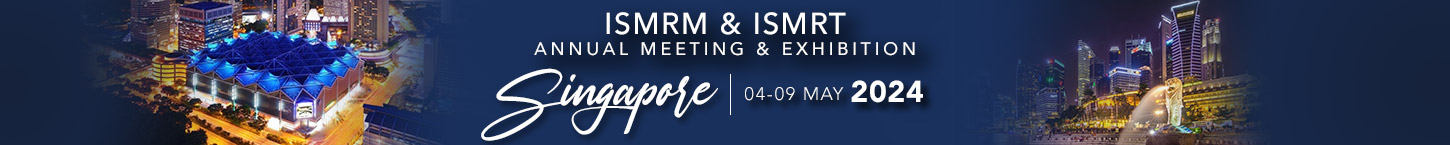 ISMRM & ISMRT
ANNUAL MEETING & EXHIBITION
Singapore | 04-09 MAY 2024